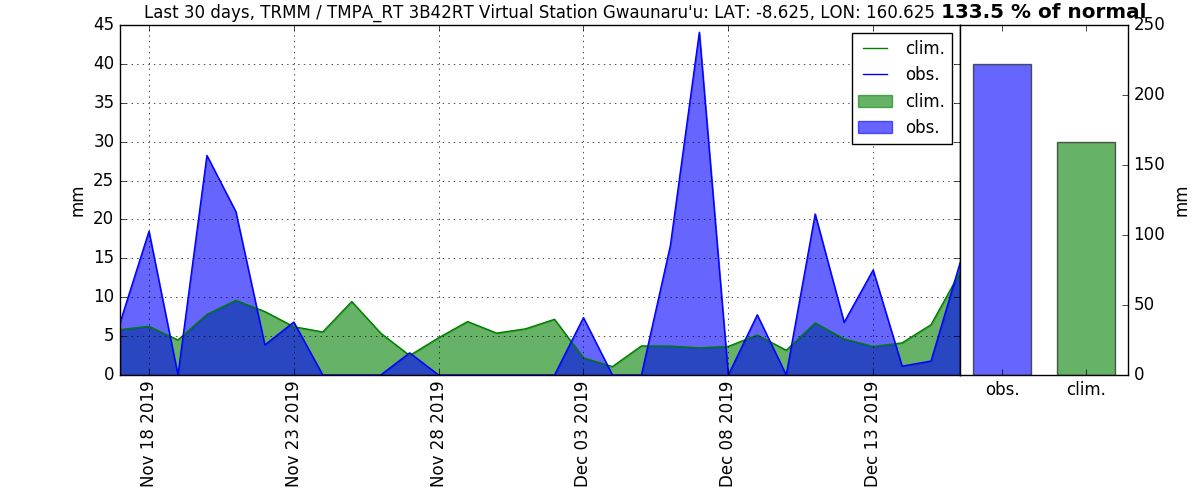 Last 30 days, TRMM / TMPA_RT 3B42RT Virtual Station Gwaunaru'u: LAT: -8.625, LON: 160.625 133.5 % of normal
45
40
35
30
25
20
15
10
5
0
mm
clim.
obs.
clim.
obs.
Nov 18 2019
Nov 23 2019
Nov 28 2019
Dec 03 2019
Dec 08 2019
Dec 13 2019
250
200
150
100
50
0
mm
obs. clim.